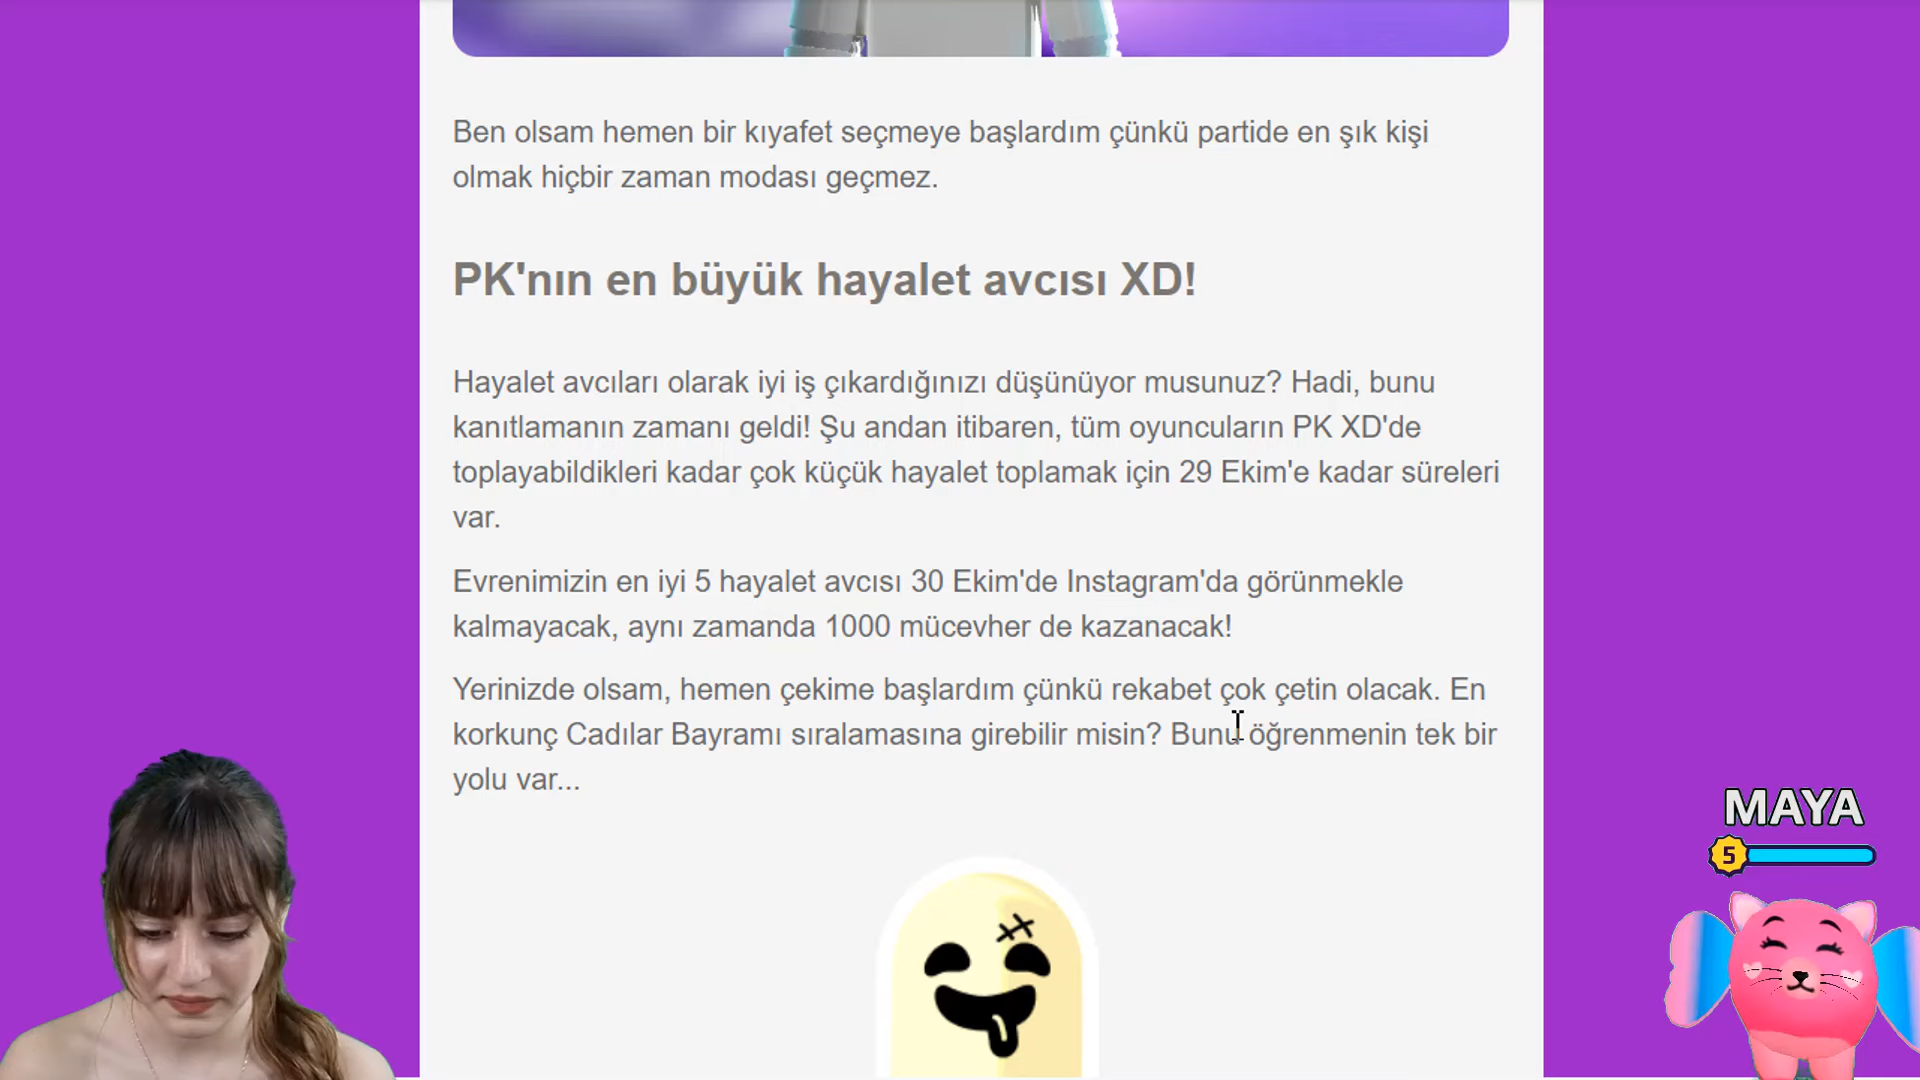 Ben olsam hemen bir kıyafet seçmeye başlardım çünkü partide en şık kişi
olmak hiçbir zaman modası geçmez.
PK'nın en büyük hayalet avcısı XD!
Hayalet avcıları olarak iyi iş çıkardığınızı düşünüyor musunuz? Hadi, bunu
kanıtlamanın zamanı geldi! Şu andan itibaren, tüm oyuncuların PK XD'de
toplayabildikleri kadar çok küçük hayalet toplamak için 29 Ekim'e kadar süreleri
var.
Evrenimizin en iyi 5 hayalet avcısı 30 Ekim'de Instagram'da görünmekle
kalmayacak, aynı zamanda 1000 mücevher de kazanacak!
Yerinizde olsam, hemen çekime başlardım çünkü rekabet çok çetin olacak. En
korkunç Cadılar Bayramı sıralamasına girebilir misin? Bunu öğrenmenin tek bir
yolu var...
MAYA
5